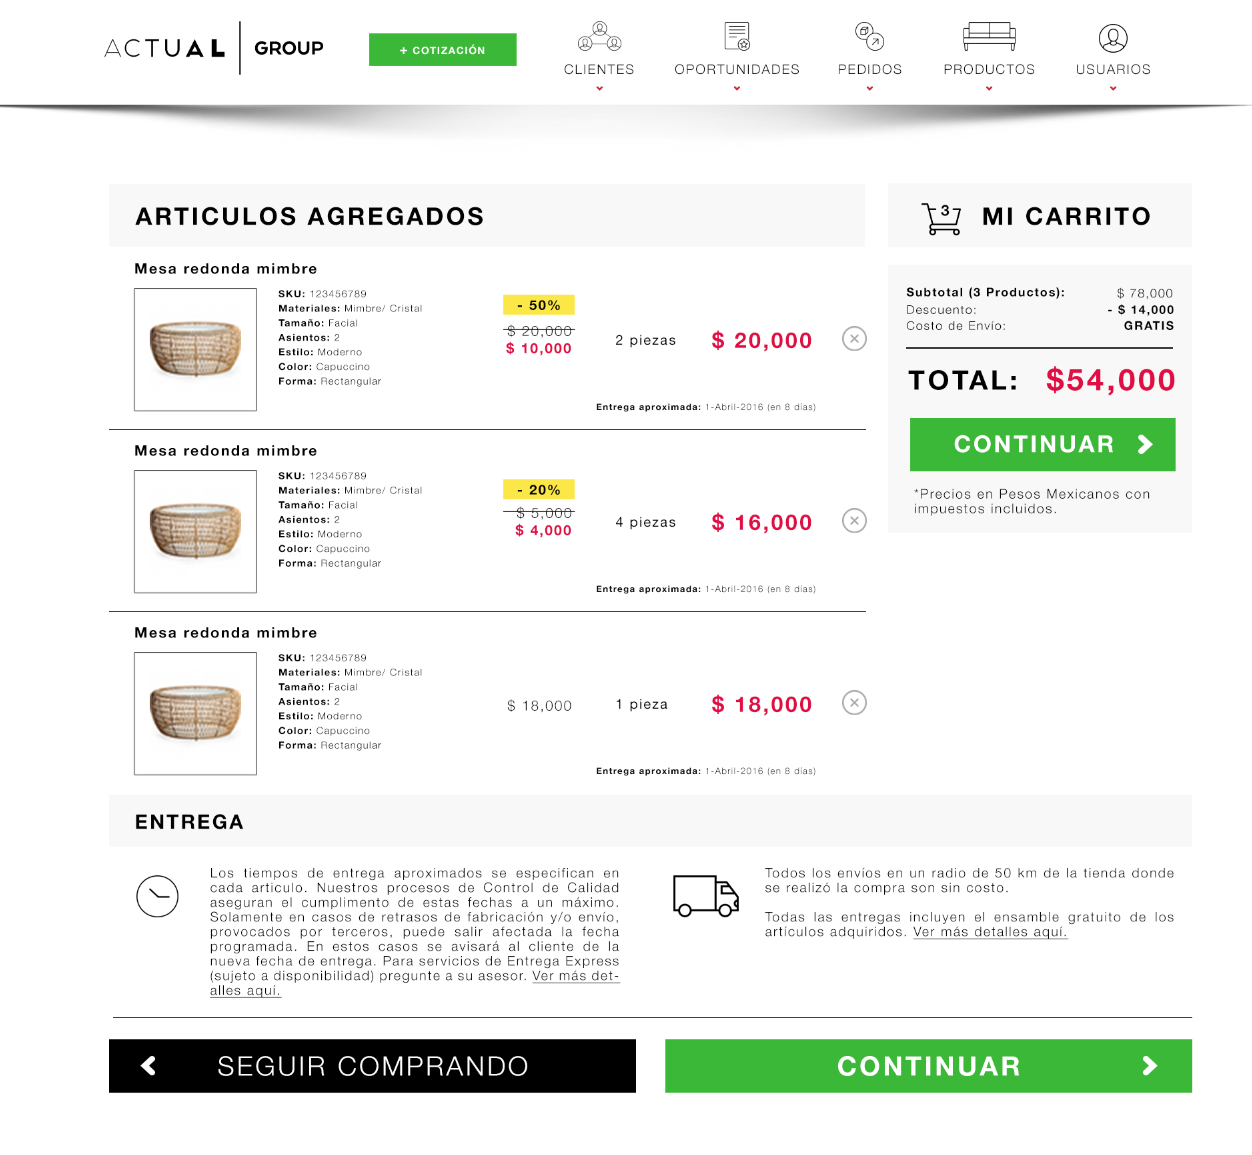 ACTUAL GROUP
+ COTIZACIÓN
CLIENTES
OPORTUNIDADES
PEDIDOS
PRODUCTOS
USUARIOS
ARTICULOS AGREGADOS
Mesa redonda mimbre
SKU: 123456789
Materiales: Mimbre/ Cristal
Tamaño: Facial
Asientos: 2
Estilo: Moderno
Color: Capuccino
Forma: Rectangular
- 50%
$ 20,000
$ 10,000
2 piezas
$ 20,000
Entrega aproximada: 1-Abril-2016 (en 8 días)
Mesa redonda mimbre
SKU: 123456789
Materiales: Mimbre/ Cristal
Tamaño: Facial
Asientos: 2
Estilo: Moderno
Color: Capuccino
Forma: Rectangular
- 20%
$ 5,000
$ 4,000
4 piezas
$ 16,000
Entrega aproximada: 1-Abril-2016 (en 8 días)
Mesa redonda mimbre
SKU: 123456789
Materiales: Mimbre/ Cristal
Tamaño: Facial
Asientos: 2
Estilo: Moderno
Color: Capuccino
Forma: Rectangular
$ 18,000
1 pieza
$ 18,000
Entrega aproximada: 1-Abril-2016 (en 8 días)
3 MI CARRITO
Subtotal (3 Productos): $ 78,000
Descuento: - $ 14,000
Costo de Envío: GRATIS
TOTAL: $54,000
CONTINUAR
*Precios en Pesos Mexicanos con
impuestos incluidos.
ENTREGA
Los tiempos de entrega aproximados se especifican en
cada articulo. Nuestros procesos de Control de Calidad
aseguran el cumplimento de estas fechas a un máximo.
Solamente en casos de retrasos de fabricación y/o envío,
provocados por terceros, puede salir afectada la fecha
programada. En estos casos se avisará al cliente de la
nueva fecha de entrega. Para servicios de Entrega Express
(sujeto a disponibilidad) pregunte a su asesor. Ver más det-
alles aquí.
Todos los envíos en un radio de 50 km de la tienda donde
se realizó la compra son sin costo.
Todas las entregas incluyen el ensamble gratuito de los
artículos adquiridos. Ver más detalles aquí.
SEGUIR COMPRANDO
CONTINUAR